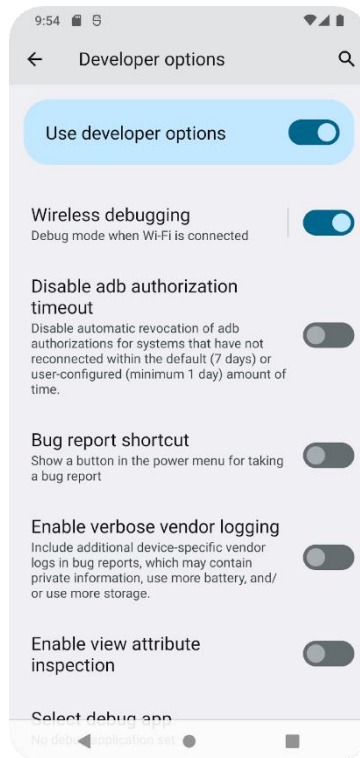 9:54
Developer options
Use developer options
Wireless debugging
Debug mode when Wi-Fi is connected
Disable adb authorization
timeout
Disable automatic revocation of adb
authorizations for systems that have not
reconnected within the default (7 days) or
user-configured (minimum 1 day) amount of
time.
Bug report shortcut
Show a button in the power menu for taking
a bug report
Enable verbose vendor logging
Include additional device-specific vendor
logs in bug reports, which may contain
private information, use more battery, and/
or use more storage.
Enable view attribute
inspection
Select debug app
No debug application set